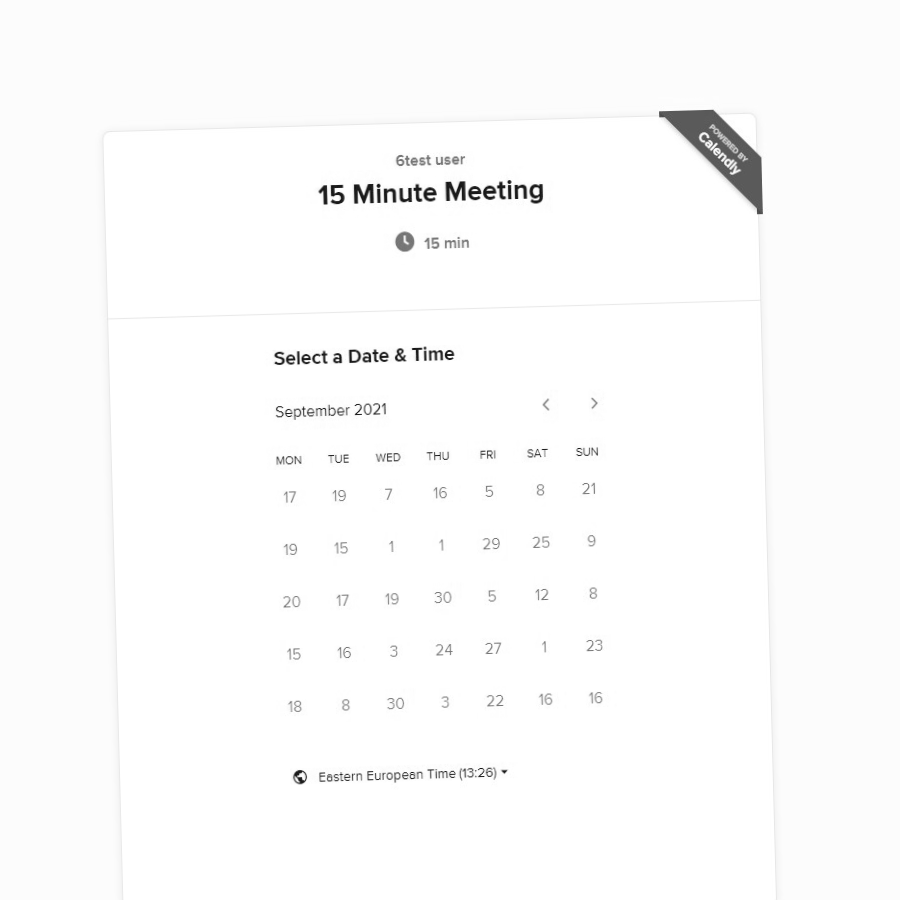 POWERED BY
Calendly
6test user
15 Minute Meeting
15 min
Select a Date & Time
September 2021
MON TUE WED THU FRI SAT SUN
17 19 7 16 5 8 21
19 15 1 1 29 25 9
20 17 19 30 5 12 8
15 16 3 24 27 1 23
18 8 30 3 22 16 16
Eastern European Time (13:26)